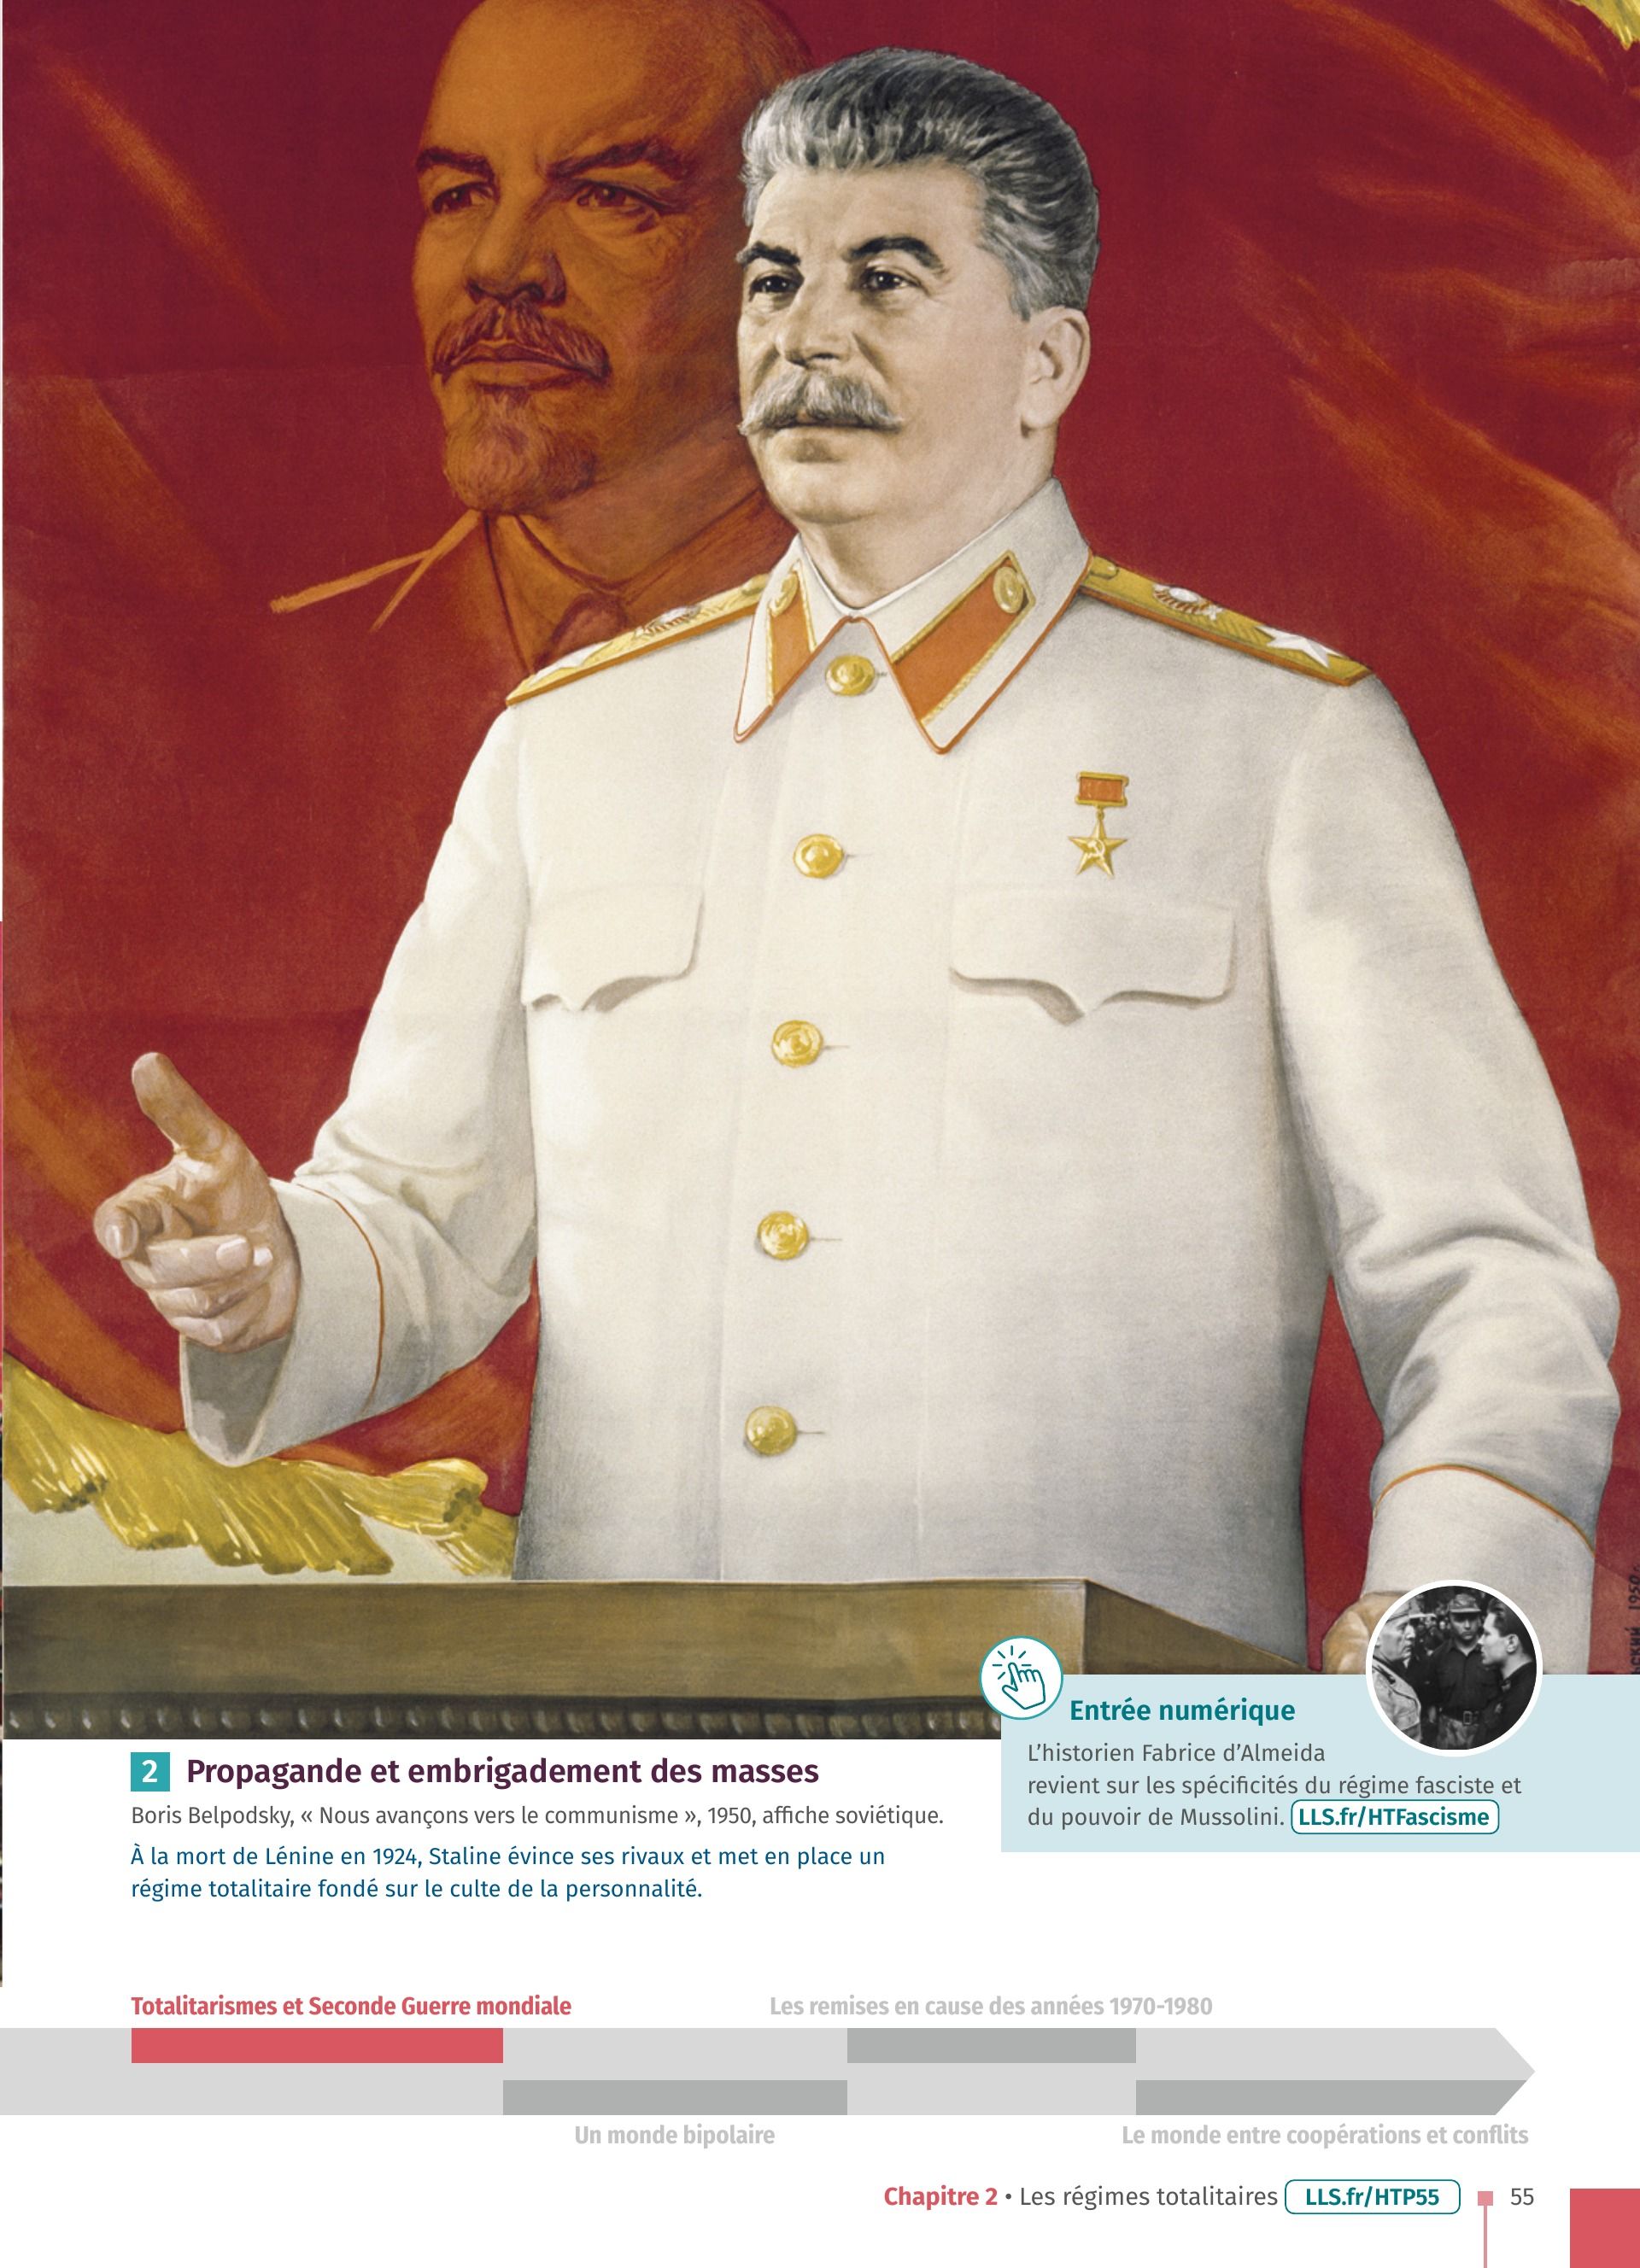 2 Propagande et embrigadement des masses
Boris Belpodsky, « Nous avançons vers le communisme », 1950, affiche soviétique.
À la mort de Lénine en 1924, Staline évince ses rivaux et met en place un
régime totalitaire fondé sur le culte de la personnalité.
Entrée numérique
L’historien Fabrice d’Almeida
revient sur les spécificités du régime fasciste et
du pouvoir de Mussolini. LLS.fr/HTFascisme
Totalitarismes et Seconde Guerre mondiale
Les remises en cause des années 1970-1980
Un monde bipolaire
Le monde entre coopérations et conflits
Chapitre 2 • Les régimes totalitaires LLS.fr/HTP55 55